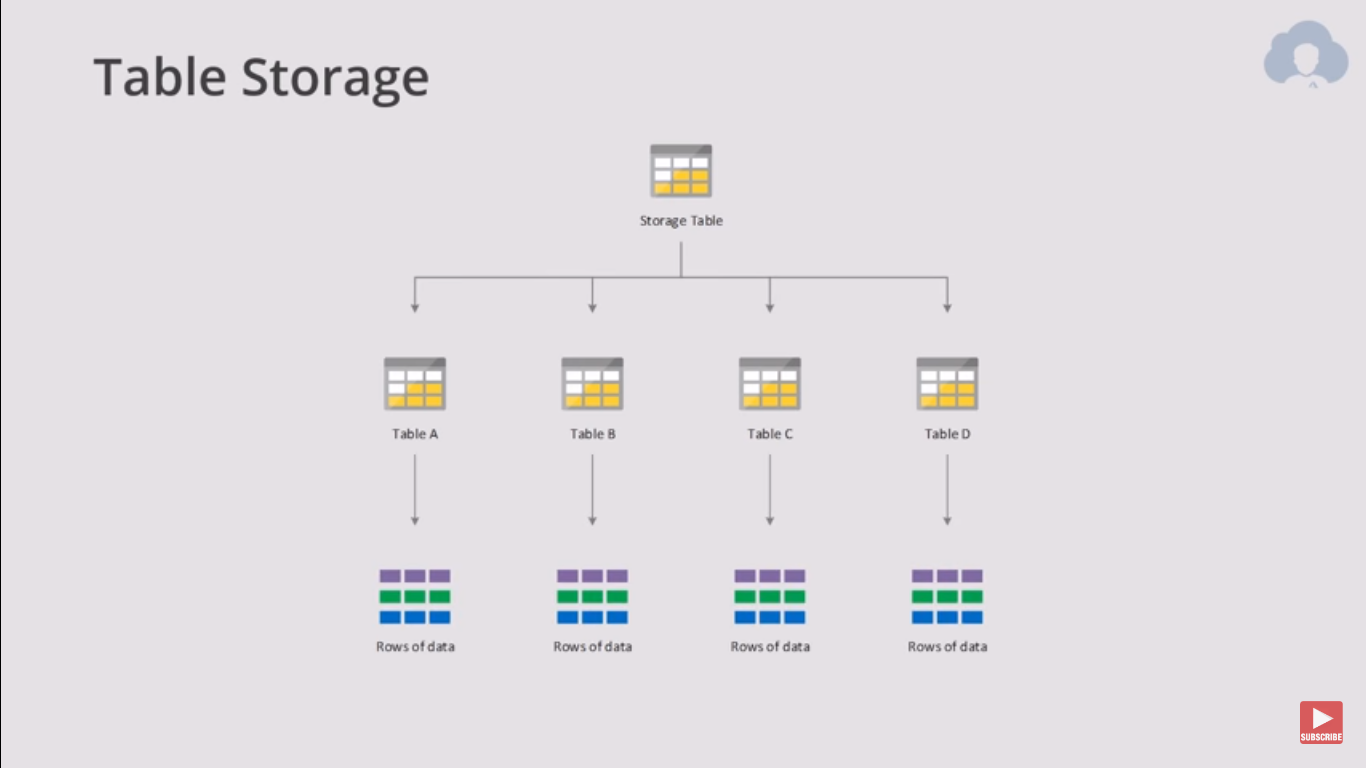 Table Storage
Storage Table
Table A
Table B
Table C
Table D
Rows of data
Rows of data
Rows of data
Rows of data
SUBSCRIBE